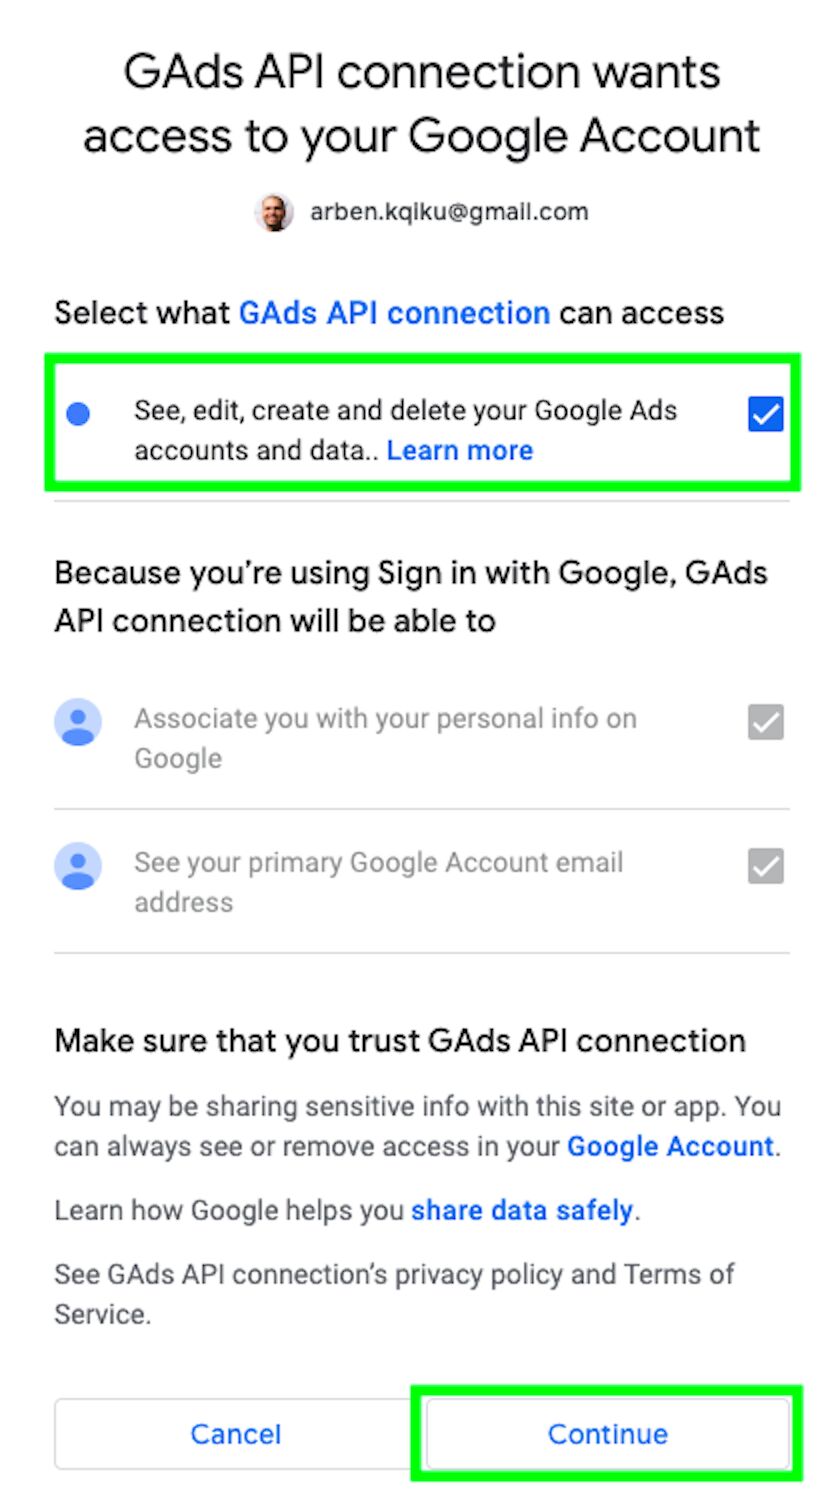 GAds API connection wants
access to your Google Account
arben.kqiku@gmail.com
Select what GAds API connection can access
See, edit, create and delete your Google Ads
accounts and data.. Learn more
Because you’re using Sign in with Google, GAds
API connection will be able to
Associate you with your personal info on
Google
See your primary Google Account email
address
Make sure that you trust GAds API connection
You may be sharing sensitive info with this site or app. You
can always see or remove access in your Google Account.
Learn how Google helps you share data safely.
See GAds API connection’s privacy policy and Terms of
Service.
Cancel
Continue